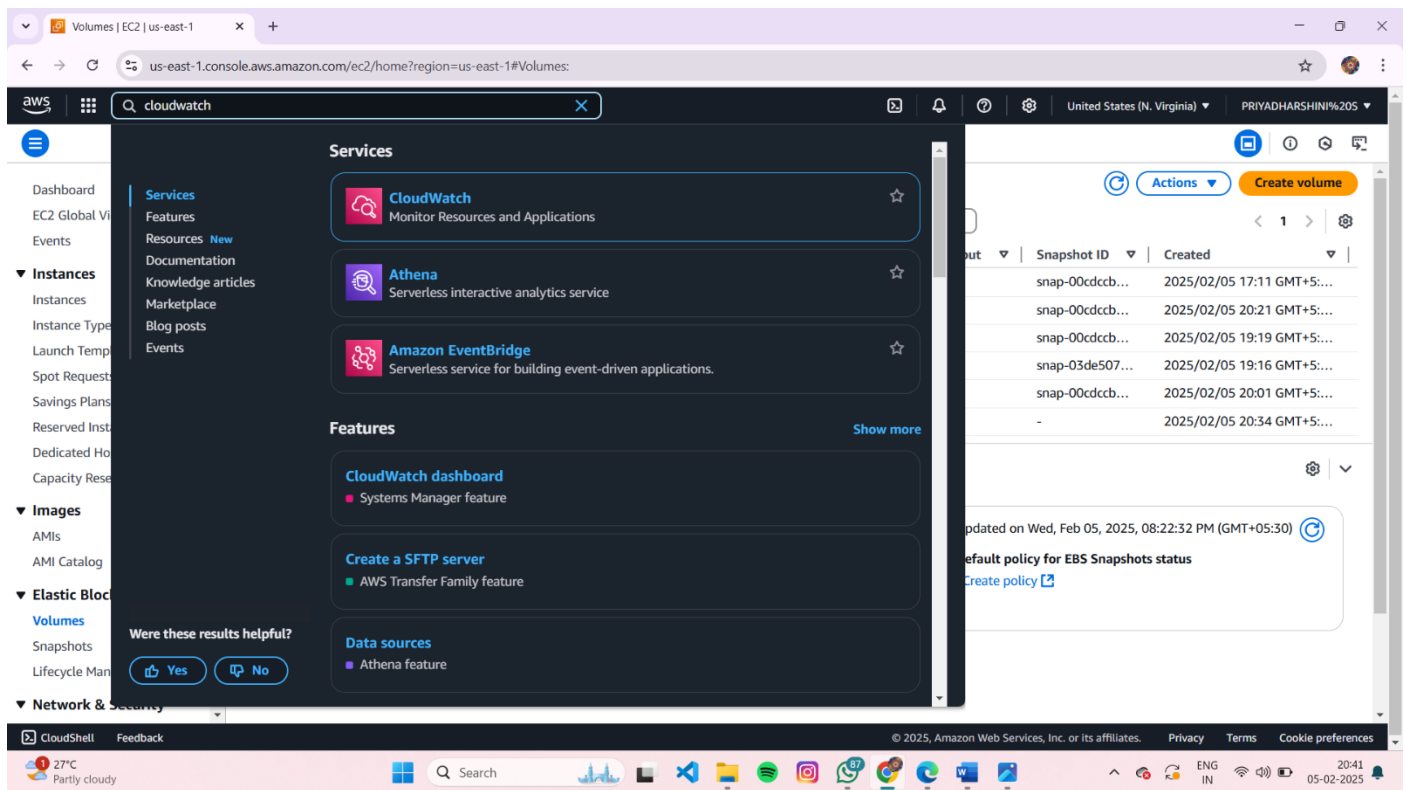 Volumes | EC2 | us-east-1
us-east-1.console.aws.amazon.com/ec2/home?region=us-east-1#Volumes:
aws
cloudwatch
United States (N. Virginia)
PRIYADHARSHINI%20S
Dashboard
EC2 Global Vi
Events
Instances
Instances
Instance Type
Launch Temp
Spot Request
Savings Plans
Reserved Inst
Dedicated Ho
Capacity Rese
Images
AMIs
AMI Catalog
Elastic Bloc
Volumes
Snapshots
Lifecycle Man
Network & Security
Services
Features
Resources New
Documentation
Knowledge articles
Marketplace
Blog posts
Events
Were these results helpful?
Yes
No
Services
CloudWatch
Monitor Resources and Applications
Athena
Serverless interactive analytics service
Amazon EventBridge
Serverless service for building event-driven applications.
Features
Show more
CloudWatch dashboard
Systems Manager feature
Create a SFTP server
AWS Transfer Family feature
Data sources
Athena feature
Actions
Create volume
1
out Snapshot ID Created
snap-00cdccb... 2025/02/05 17:11 GMT+5:...
snap-00cdccb... 2025/02/05 20:21 GMT+5:...
snap-00cdccb... 2025/02/05 19:19 GMT+5:...
snap-03de507... 2025/02/05 19:16 GMT+5:...
snap-00cdccb... 2025/02/05 20:01 GMT+5:...
- 2025/02/05 20:34 GMT+5:...
pdated on Wed, Feb 05, 2025, 08:22:32 PM (GMT+05:30)
efault policy for EBS Snapshots status
Create policy
CloudShell
Feedback
© 2025, Amazon Web Services, Inc. or its affiliates.
Privacy
Terms
Cookie preferences
1
27°C
Partly cloudy
Search
87
ENG
IN
20:41
05-02-2025